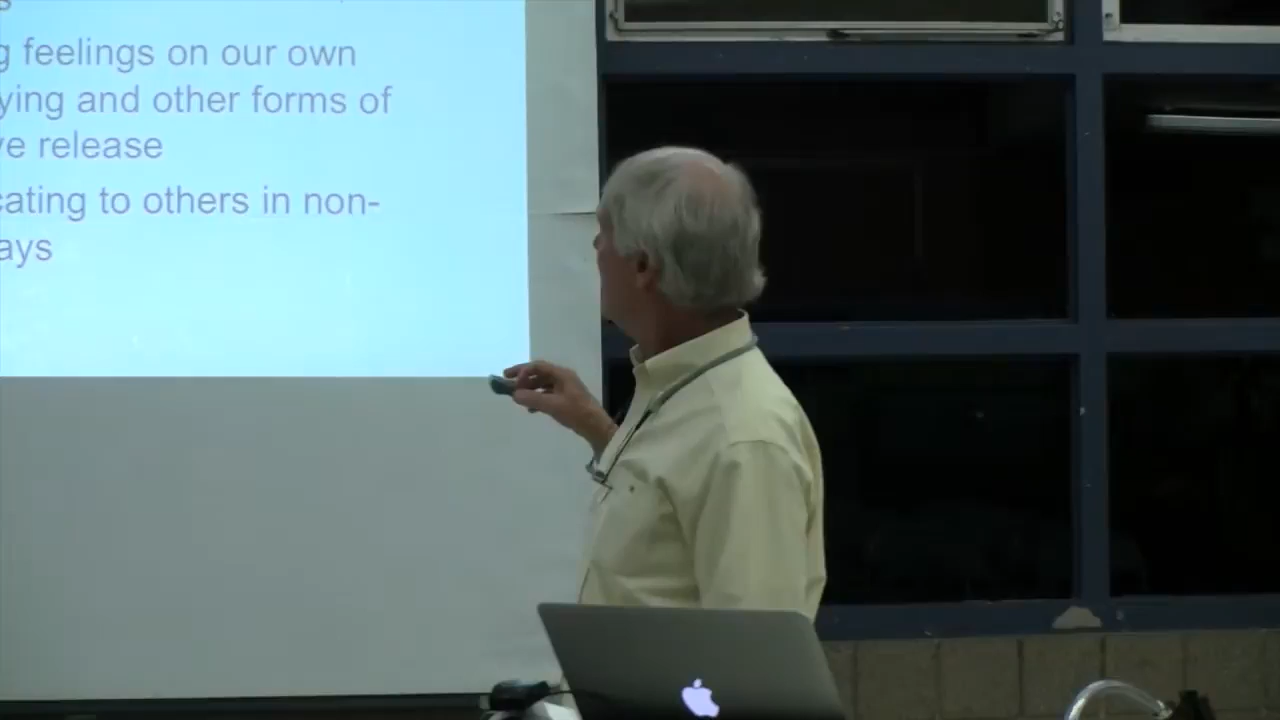 g feelings on our own
ying and other forms of
ve release
cating to others in non-
ays